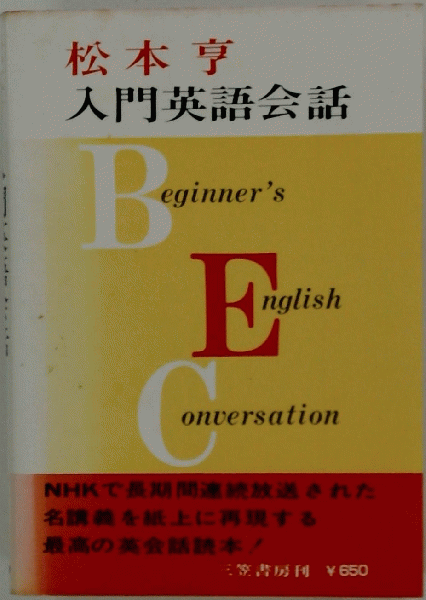 松本亨
入門英語会話
Beginner's
English
Conversation
NHKで長期間連続放送された
名講義を紙上に再現する
最高の英会話読本！
三笠書房刊 ￥650